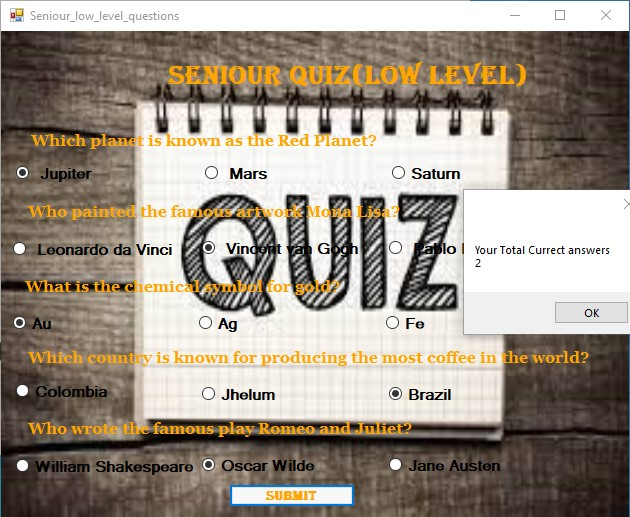 Seniour_low_level_questions
SENIOUR QUIZ(LOW LEVEL)
Which planet is known as the Red Planet?
Jupiter Mars Saturn
Who painted the famous artwork Mona Lisa?
Leonardo da Vinci Vincent van Gogh Pablo
What is the chemical symbol for gold?
Au Ag Fe
Which country is known for producing the most coffee in the world?
Colombia Jhelum Brazil
Who wrote the famous play Romeo and Juliet?
William Shakespeare Oscar Wilde Jane Austen
SUBMIT
QUIZ
Your Total Currect answers
2
OK